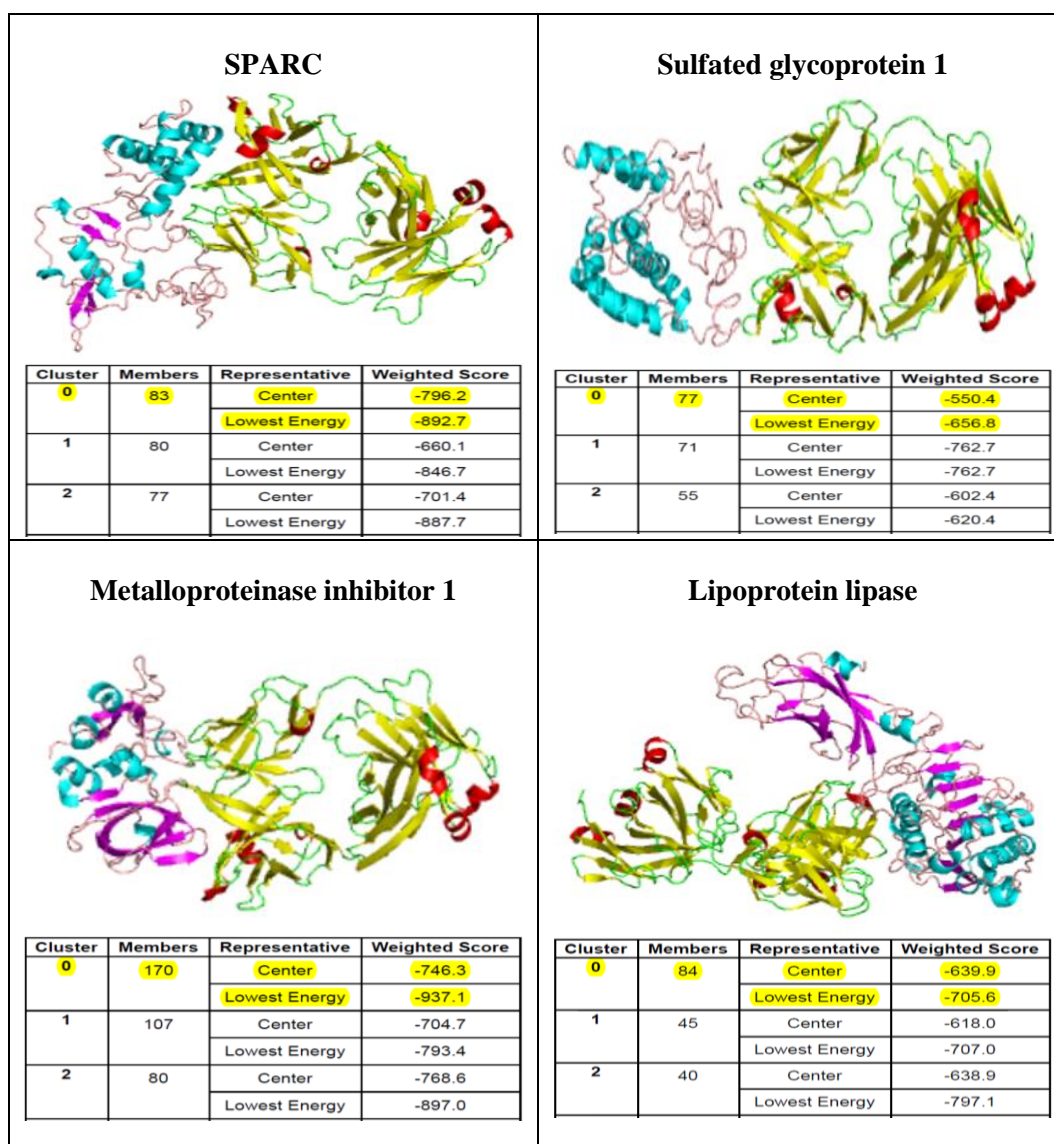 SPARC
Cluster Members Representative Weighted Score
0 83 Center -796.2
Lowest Energy -892.7
1 80 Center -660.1
Lowest Energy -846.7
2 77 Center -701.4
Lowest Energy -887.7
Sulfated glycoprotein 1
Cluster Members Representative Weighted Score
0 77 Center -550.4
Lowest Energy -656.8
1 71 Center -762.7
Lowest Energy -762.7
2 55 Center -602.4
Lowest Energy -620.4
Metalloproteinase inhibitor 1
Cluster Members Representative Weighted Score
0 170 Center -746.3
Lowest Energy -937.1
1 107 Center -704.7
Lowest Energy -793.4
2 80 Center -768.6
Lowest Energy -897.0
Lipoprotein lipase
Cluster Members Representative Weighted Score
0 84 Center -639.9
Lowest Energy -705.6
1 45 Center -618.0
Lowest Energy -707.0
2 40 Center -638.9
Lowest Energy -797.1